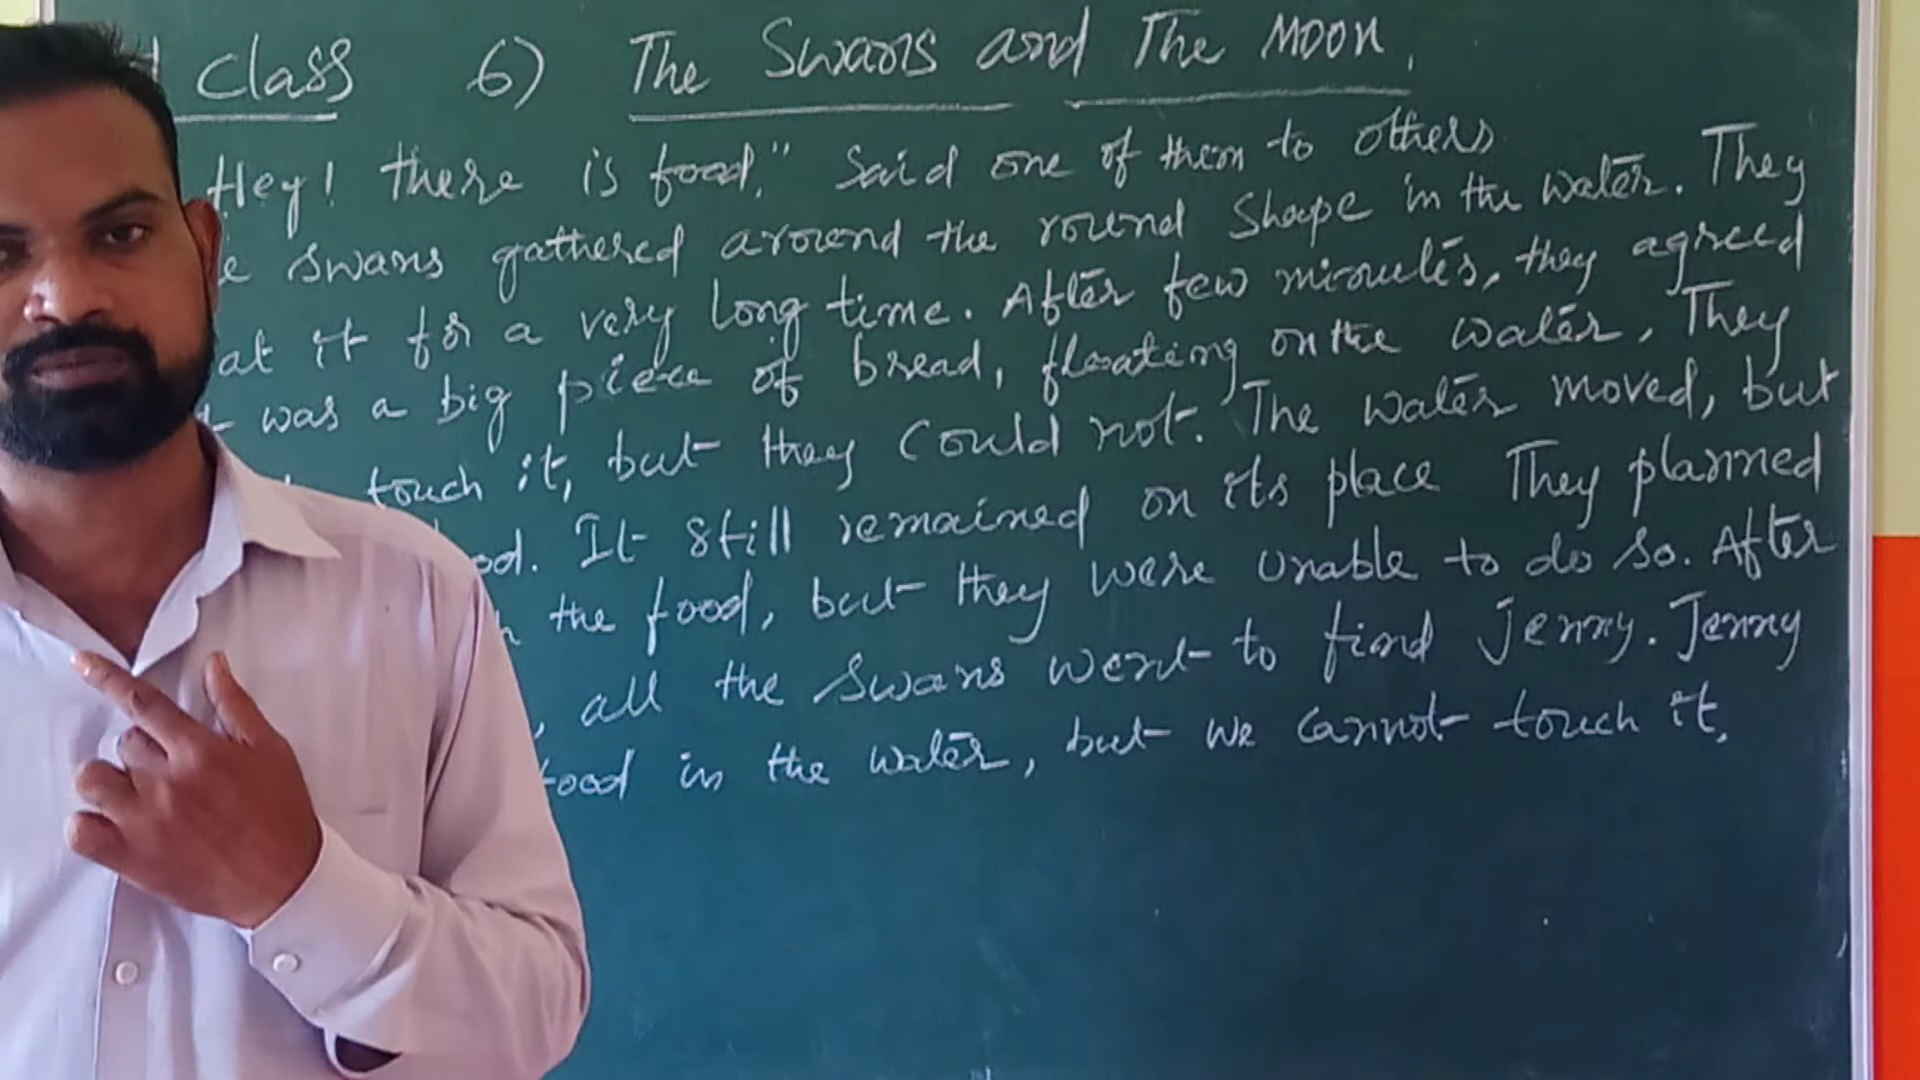 Class 6) The Swans and The Moon.
Hey! there is food." Said one of them to others
swans gathered around the round shape in the water. They
at it for a very long time. After few minutes, they agreed
was a big piece of bread, floating on the water, They
touch it, but they could not. The water moved, but
It still remained on its place They planned
the food, but they were unable to do so. After
, all the swans went to find Jenny. Jenny
food in the water, but we cannot touch it.